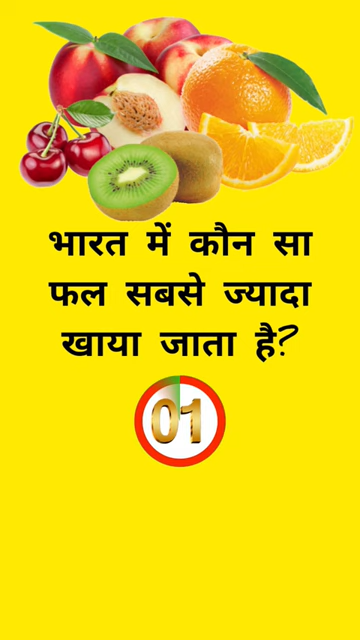 भारत में कौन सा
फल सबसे ज्यादा
खाया जाता है?
01